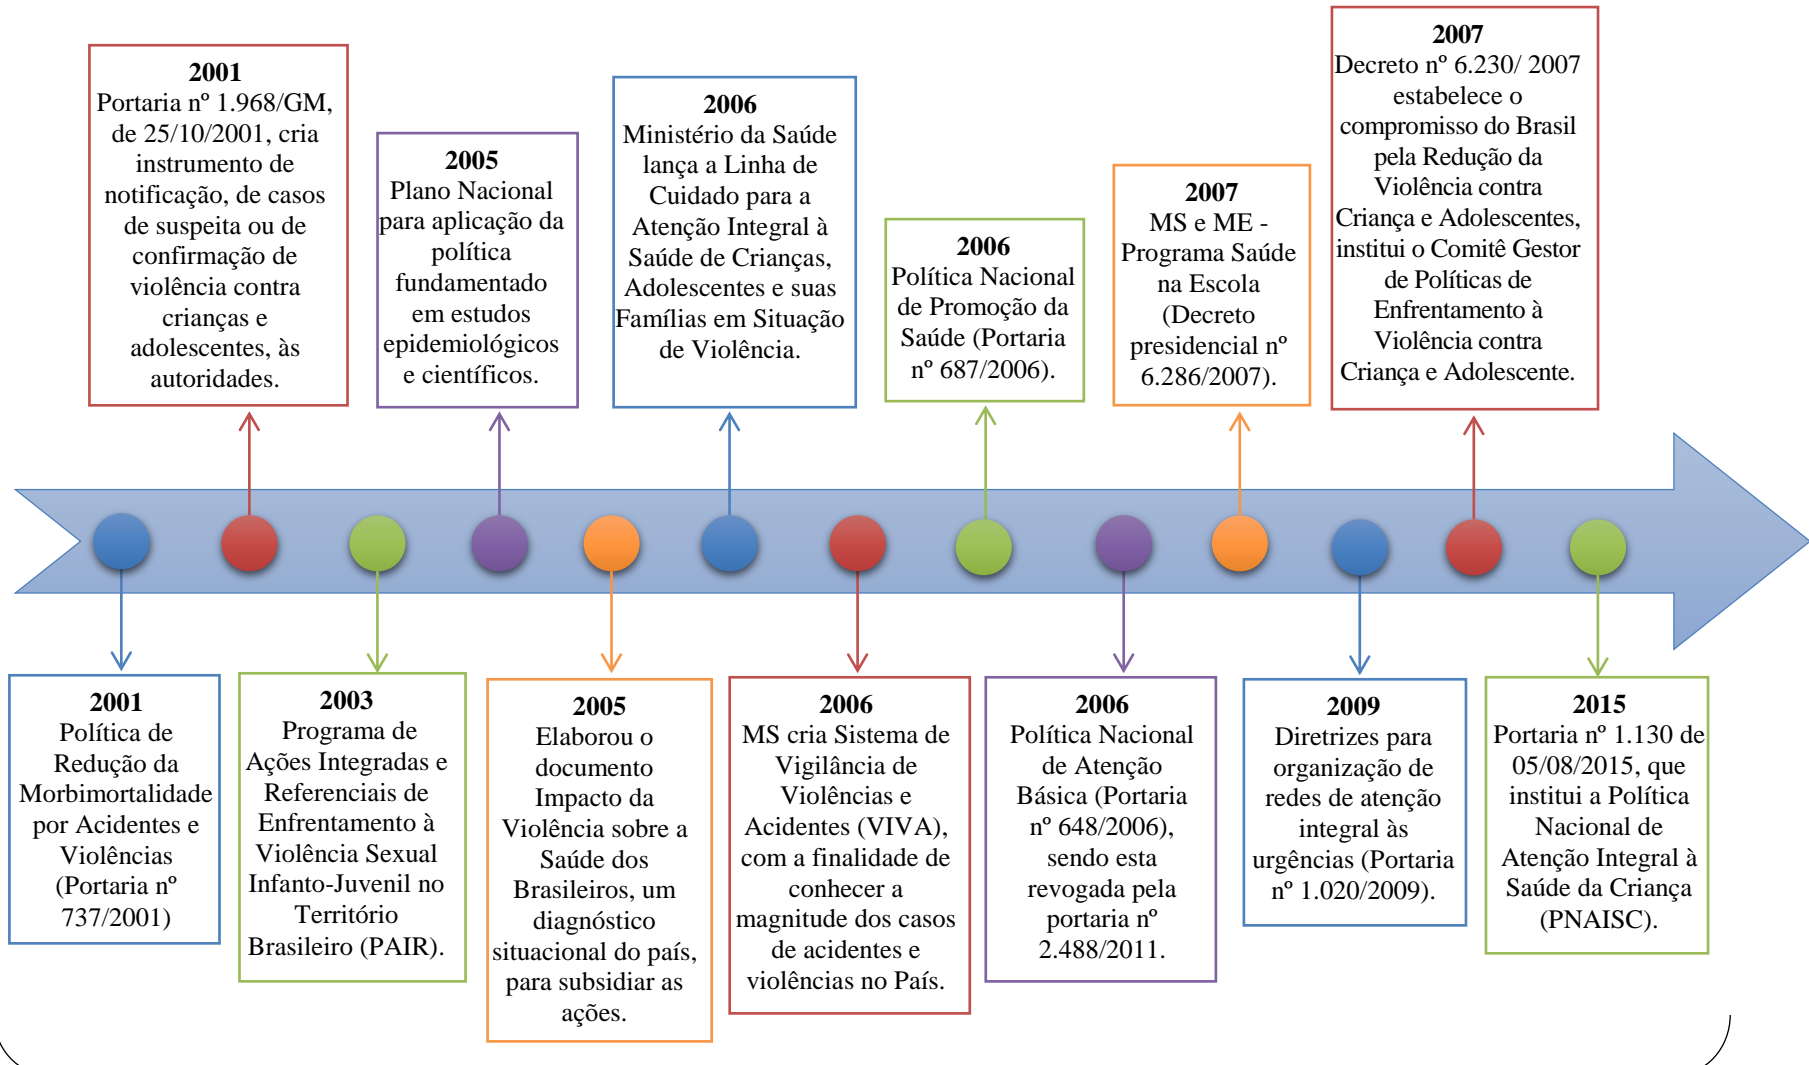 2001
Portaria nº 1.968/GM,
de 25/10/2001, cria
instrumento de
notificação, de casos
de suspeita ou de
confirmação de
violência contra
crianças e
adolescentes, às
autoridades.
2005
Plano Nacional
para aplicação da
política
fundamentado
em estudos
epidemiológicos
e científicos.
2006
Ministério da Saúde
lança a Linha de
Cuidado para a
Atenção Integral à
Saúde de Crianças,
Adolescentes e suas
Famílias em Situação
de Violência.
2006
Política Nacional
de Promoção da
Saúde (Portaria
nº 687/2006).
2007
MS e ME -
Programa Saúde
na Escola
(Decreto
presidencial nº
6.286/2007).
2007
Decreto nº 6.230/ 2007
estabelece o
compromisso do Brasil
pela Redução da
Violência contra
Criança e Adolescentes,
institui o Comitê Gestor
de Políticas de
Enfrentamento à
Violência contra
Criança e Adolescente.
2001
Política de
Redução da
Morbimortalidade
por Acidentes e
Violências
(Portaria nº
737/2001)
2003
Programa de
Ações Integradas e
Referenciais de
Enfrentamento à
Violência Sexual
Infanto-Juvenil no
Território
Brasileiro (PAIR).
2005
Elaborou o
documento
Impacto da
Violência sobre a
Saúde dos
Brasileiros, um
diagnóstico
situacional do país,
para subsidiar as
ações.
2006
MS cria Sistema de
Vigilância de
Violências e
Acidentes (VIVA),
com a finalidade de
conhecer a
magnitude dos casos
de acidentes e
violências no País.
2006
Política Nacional
de Atenção
Básica (Portaria
nº 648/2006),
sendo esta
revogada pela
portaria nº
2.488/2011.
2009
Diretrizes para
organização de
redes de atenção
integral às
urgências (Portaria
nº 1.020/2009).
2015
Portaria nº 1.130 de
05/08/2015, que
institui a Política
Nacional de
Atenção Integral à
Saúde da Criança
(PNAISC).